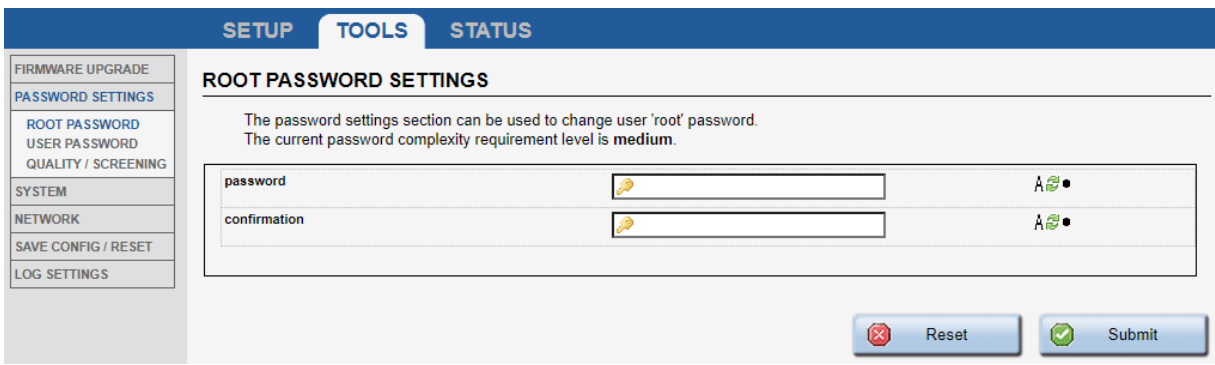 SETUP TOOLS STATUS
FIRMWARE UPGRADE
PASSWORD SETTINGS
ROOT PASSWORD
USER PASSWORD
QUALITY / SCREENING
SYSTEM
NETWORK
SAVE CONFIG / RESET
LOG SETTINGS
ROOT PASSWORD SETTINGS
The password settings section can be used to change user 'root' password.
The current password complexity requirement level is medium.
password A
confirmation A
Reset Submit